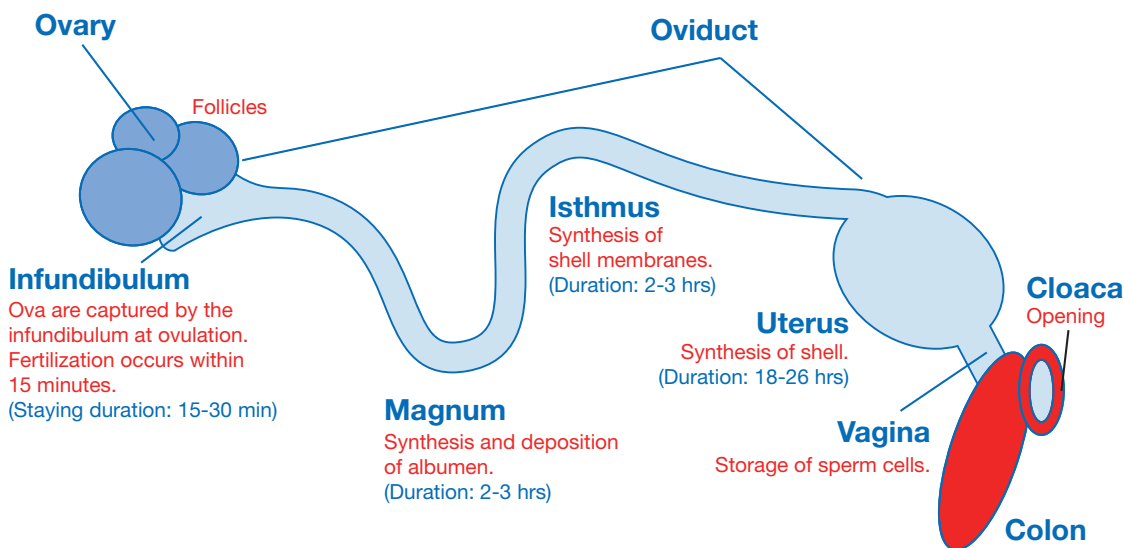 Ovary
Oviduct
Follicles
Infundibulum
Ova are captured by the
infundibulum at ovulation.
Fertilization occurs within
15 minutes.
(Staying duration: 15-30 min)
Magnum
Synthesis and deposition
of albumen.
(Duration: 2-3 hrs)
Isthmus
Synthesis of
shell membranes.
(Duration: 2-3 hrs)
Uterus
Synthesis of shell.
(Duration: 18-26 hrs)
Vagina
Storage of sperm cells.
Cloaca
Opening
Colon